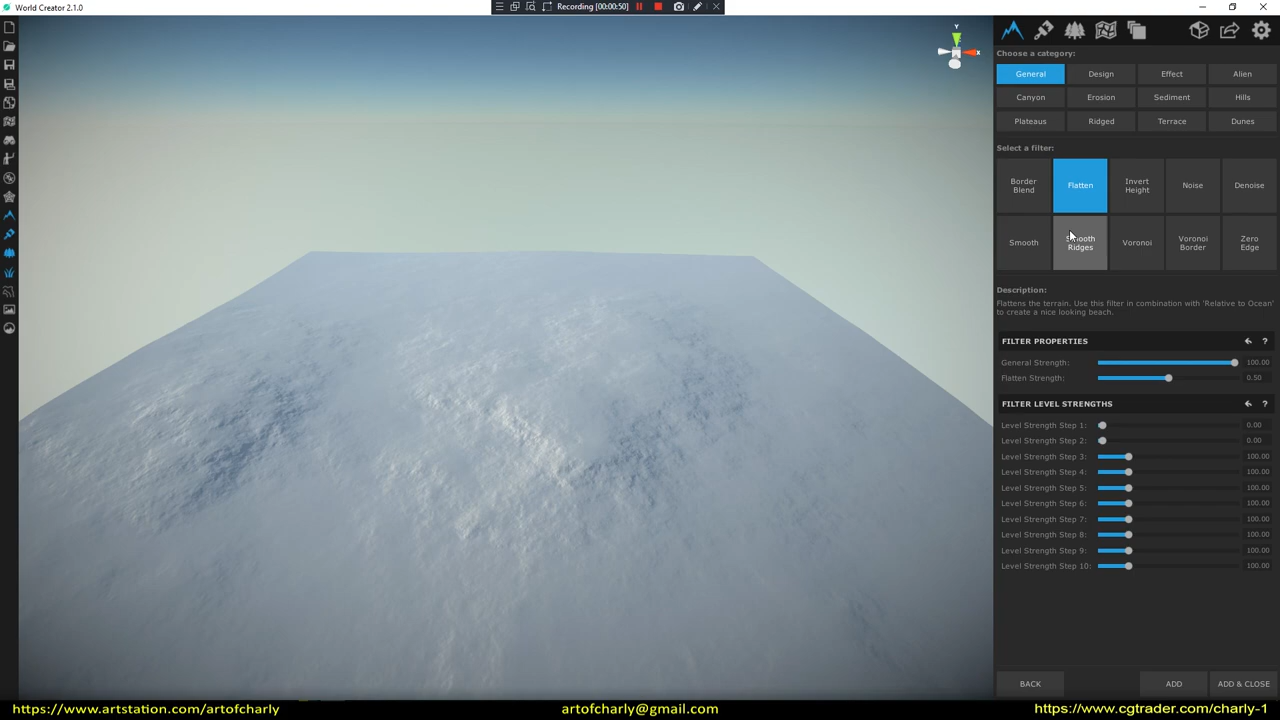 World Creator 2.1.0
Recording [00:00:50]
Y
x
Choose a category:
General Design Effect Alien
Canyon Erosion Sediment Hills
Plateaus Ridged Terrace Dunes
Select a filter:
Border Blend
Flatten
Invert Height
Noise
Denoise
Smooth
Smooth Ridges
Voronoi
Voronoi Border
Zero Edge
Description:
Flattens the terrain. Use this filter in combination with 'Relative to Ocean'
to create a nice looking beach.
FILTER PROPERTIES ?
General Strength: 100.00
Flatten Strength: 0.50
FILTER LEVEL STRENGTHS ?
Level Strength Step 1: 0.00
Level Strength Step 2: 0.00
Level Strength Step 3: 100.00
Level Strength Step 4: 100.00
Level Strength Step 5: 100.00
Level Strength Step 6: 100.00
Level Strength Step 7: 100.00
Level Strength Step 8: 100.00
Level Strength Step 9: 100.00
Level Strength Step 10: 100.00
BACK ADD ADD & CLOSE
https://www.artstation.com/artofcharly artofcharly@gmail.com https://www.cgtrader.com/charly-1